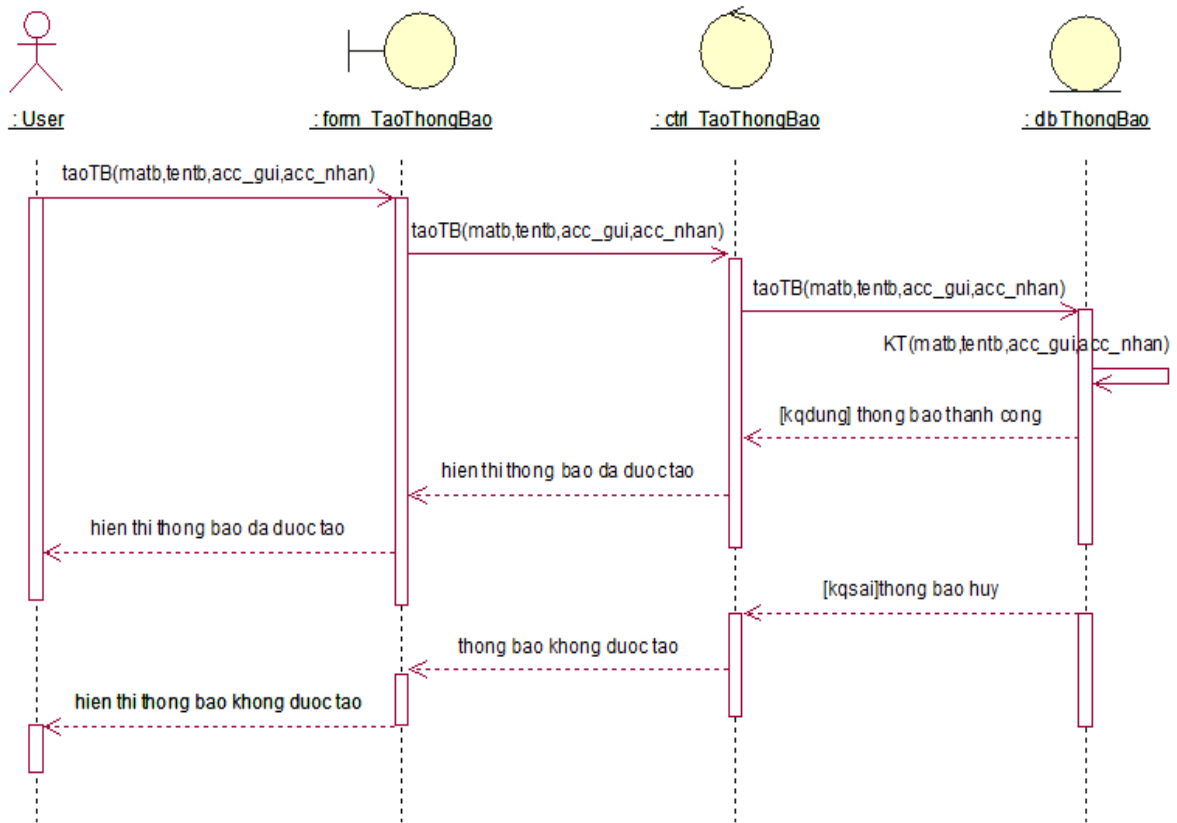 : User
: form_TaoThongBao
: ctrl_TaoThongBao
: dbThongBao
taoTB(matb,tentb,acc_gui,acc_nhan)
taoTB(matb,tentb,acc_gui,acc_nhan)
taoTB(matb,tentb,acc_gui,acc_nhan)
KT(matb,tentb,acc_gui,acc_nhan)
[kqdung] thong bao thanh cong
hien thi thong bao da duoc tao
hien thi thong bao da duoc tao
[kqsai]thong bao huy
thong bao khong duoc tao
hien thi thong bao khong duoc tao